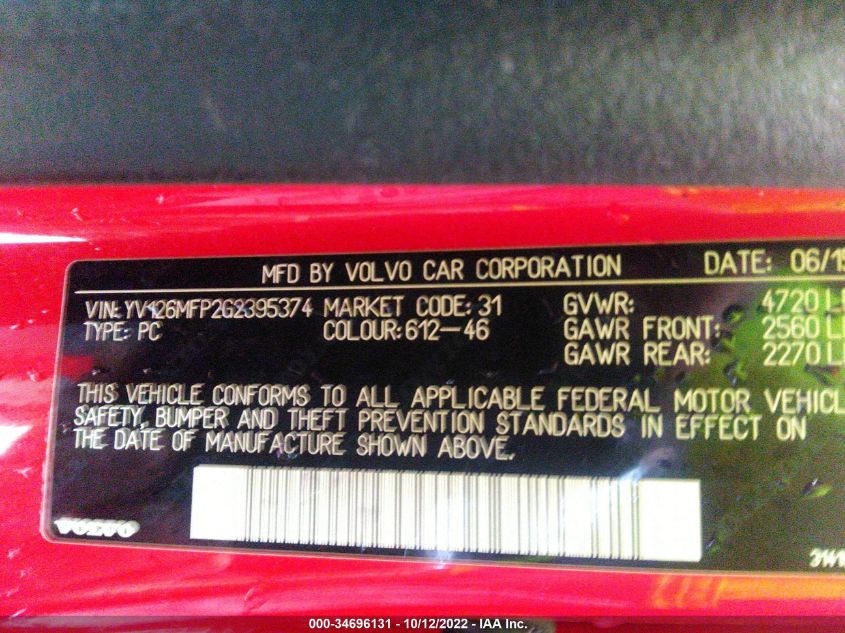 MFD BY VOLVO CAR CORPORATION DATE: 06/15
VIN: YV126MFP2G2395374 MARKET CODE: 31 GVWR: 4720 L
TYPE: PC COLOUR: 612-46 GAWR FRONT: 2560 L
GAWR REAR: 2270 L
THIS VEHICLE CONFORMS TO ALL APPLICABLE FEDERAL MOTOR VEHICL
SAFETY, BUMPER AND THEFT PREVENTION STANDARDS IN EFFECT ON
THE DATE OF MANUFACTURE SHOWN ABOVE.
VOLVO
000-34696131 - 10/12/2022 - IAA Inc.